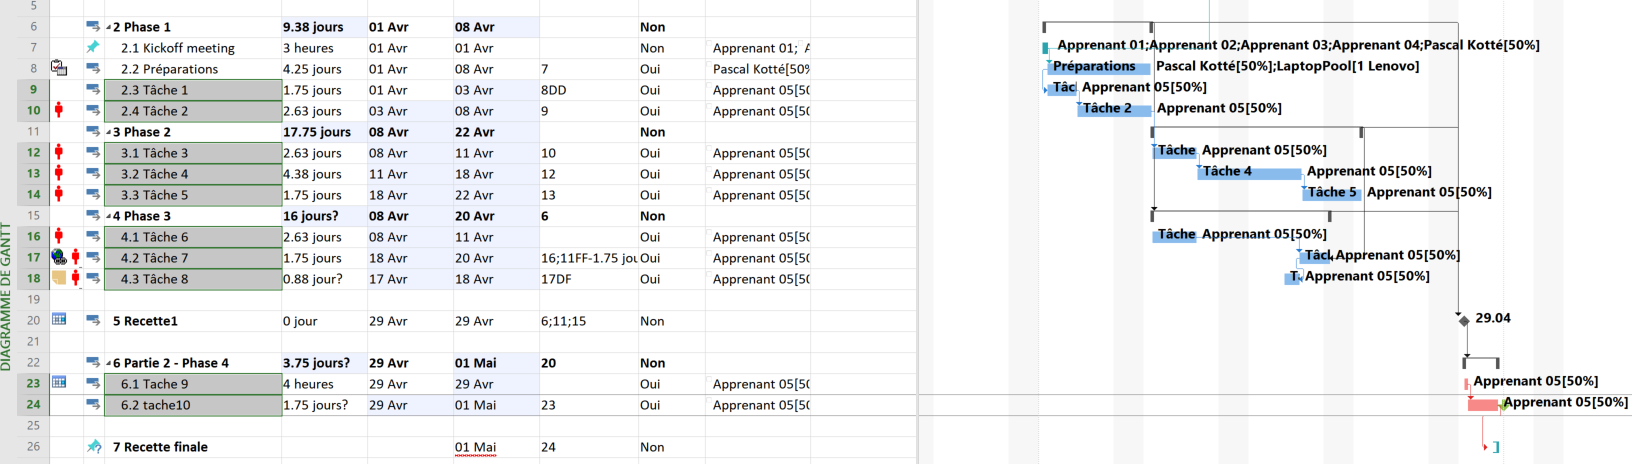 5
6 2 Phase 1 9.38 jours 01 Avr 08 Avr Non
7 2.1 Kickoff meeting 3 heures 01 Avr 01 Avr Non Apprenant 01; A Apprenant 01;Apprenant 02;Apprenant 03;Apprenant 04;Pascal Kotté[50%]
8 2.2 Préparations 4.25 jours 01 Avr 08 Avr 7 Oui Pascal Kotté[50% Préparations Pascal Kotté[50%];LaptopPool[1 Lenovo]
9 2.3 Tâche 1 1.75 jours 01 Avr 03 Avr 8DD Oui Apprenant 05[50 Tâc Apprenant 05[50%]
10 2.4 Tâche 2 2.63 jours 03 Avr 08 Avr 9 Oui Apprenant 05[50 Tâche 2 Apprenant 05[50%]
11 3 Phase 2 17.75 jours 08 Avr 22 Avr Non
12 3.1 Tâche 3 2.63 jours 08 Avr 11 Avr 10 Oui Apprenant 05[50 Tâche Apprenant 05[50%]
13 3.2 Tâche 4 4.38 jours 11 Avr 18 Avr 12 Oui Apprenant 05[50 Tâche 4 Apprenant 05[50%]
14 3.3 Tâche 5 1.75 jours 18 Avr 22 Avr 13 Oui Apprenant 05[50 Tâche 5 Apprenant 05[50%]
15 4 Phase 3 16 jours? 08 Avr 20 Avr 6 Non
16 4.1 Tâche 6 2.63 jours 08 Avr 11 Avr Oui Apprenant 05[50 Tâche Apprenant 05[50%]
17 4.2 Tâche 7 1.75 jours 18 Avr 20 Avr 16;11FF-1.75 jou Oui Apprenant 05[50 Tâcl Apprenant 05[50%]
18 4.3 Tâche 8 0.88 jour? 17 Avr 18 Avr 17DF Oui Apprenant 05[50 T Apprenant 05[50%]
19
20 5 Recette1 0 jour 29 Avr 29 Avr 6;11;15 Non 29.04
21
22 6 Partie 2 - Phase 4 3.75 jours? 29 Avr 01 Mai 20 Non
23 6.1 Tache 9 4 heures 29 Avr 29 Avr Oui Apprenant 05[50 Apprenant 05[50%]
24 6.2 tache10 1.75 jours? 29 Avr 01 Mai 23 Oui Apprenant 05[50 Apprenant 05[50%]
25
26 7 Recette finale 01 Mai 24 Non
DIAGRAMME DE GANTT